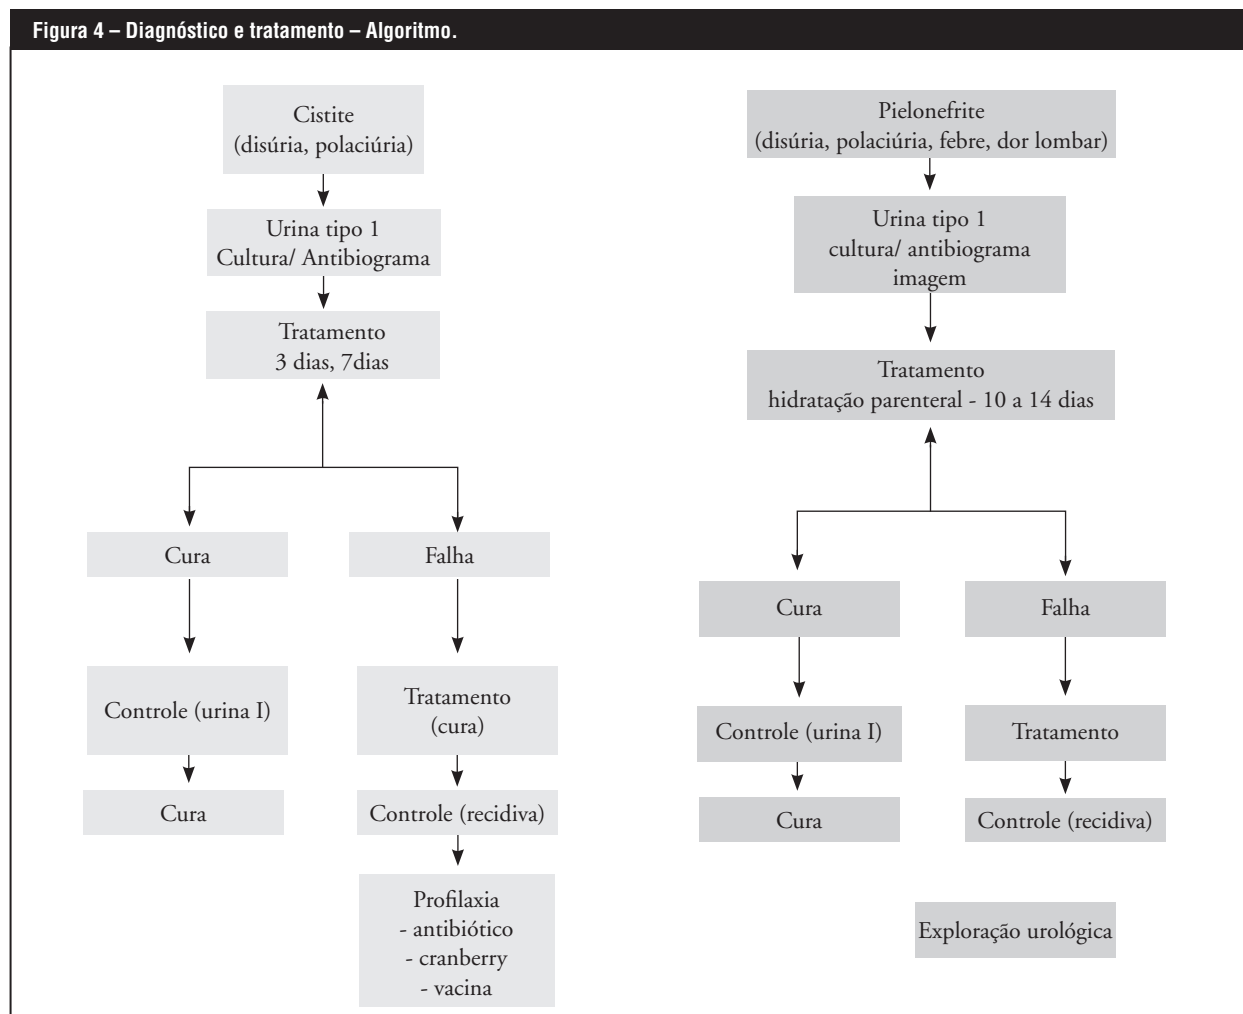 Figura 4 – Diagnóstico e tratamento – Algoritmo.
Cistite
(disúria, polaciúria)
Urina tipo 1
Cultura/ Antibiograma
Tratamento
3 dias, 7dias
Cura
Falha
Controle (urina I)
Tratamento
(cura)
Cura
Controle (recidiva)
Profilaxia
- antibiótico
- cranberry
- vacina
Pielonefrite
(disúria, polaciúria, febre, dor lombar)
Urina tipo 1
cultura/ antibiograma
imagem
Tratamento
hidratação parenteral - 10 a 14 dias
Cura
Falha
Controle (urina I)
Tratamento
Cura
Controle (recidiva)
Exploração urológica